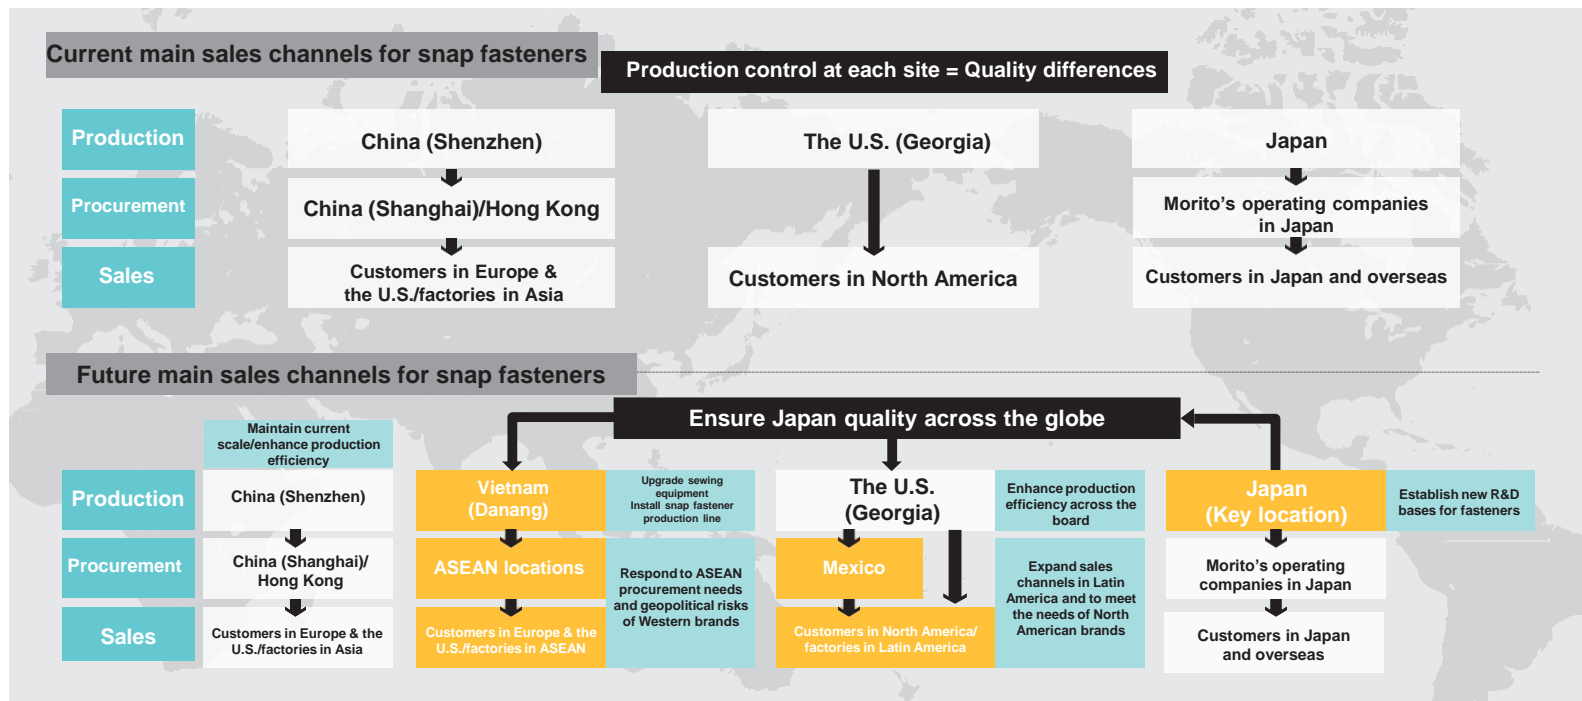 Current main sales channels for snap fasteners
Production control at each site = Quality differences
Production
China (Shenzhen)
The U.S. (Georgia)
Japan
Procurement
China (Shanghai)/Hong Kong
Morito’s operating companies
in Japan
Sales
Customers in Europe &
the U.S./factories in Asia
Customers in North America
Customers in Japan and overseas
Future main sales channels for snap fasteners
Ensure Japan quality across the globe
Maintain current
scale/enhance production
efficiency
Production
China (Shenzhen)
Vietnam
(Danang)
Upgrade sewing
equipment
Install snap fastener
production line
The U.S.
(Georgia)
Enhance production
efficiency across the
board
Japan
(Key location)
Establish new R&D
bases for fasteners
Procurement
China (Shanghai)/
Hong Kong
ASEAN locations
Respond to ASEAN
procurement needs
and geopolitical risks
of Western brands
Mexico
Expand sales
channels in Latin
America and to meet
the needs of North
American brands
Morito’s operating
companies in Japan
Sales
Customers in Europe & the
U.S./factories in Asia
Customers in Europe & the
U.S./factories in ASEAN
Customers in North America/
factories in Latin America
Customers in Japan
and overseas